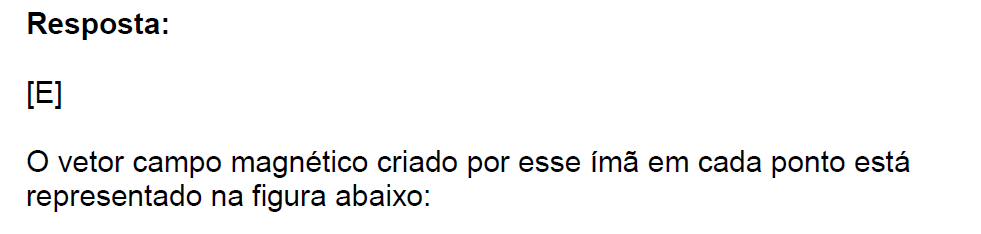 Resposta:
[E]
O vetor campo magnético criado por esse ímã em cada ponto está
representado na figura abaixo: